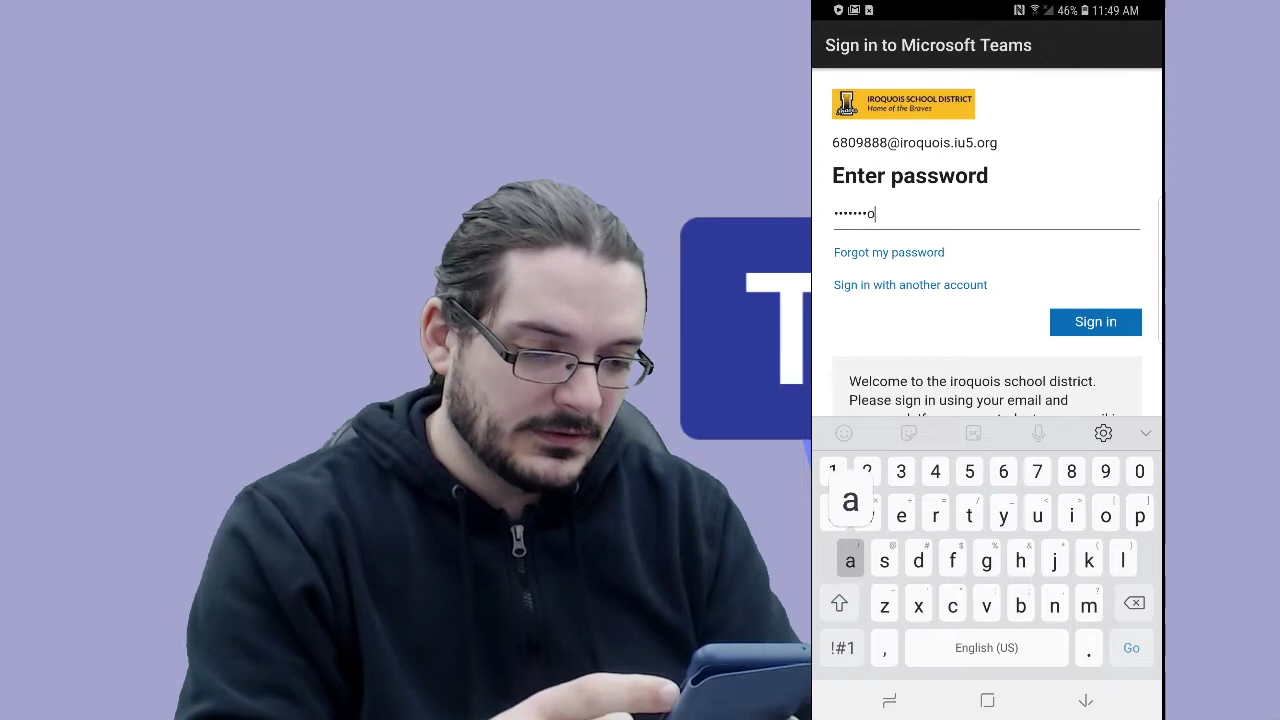 46% 11:49 AM
Sign in to Microsoft Teams
IROQUOIS SCHOOL DISTRICT
Home of the Braves
6809888@iroquois.iu5.org
Enter password
•••••••o
Forgot my password
Sign in with another account
Sign in
Welcome to the iroquois school district.
Please sign in using your email and
T
1 2 3 4 5 6 7 8 9 0
a
e r t y u i o p
a s d f g h j k l
z x c v b n m
!#1 , English (US) . Go